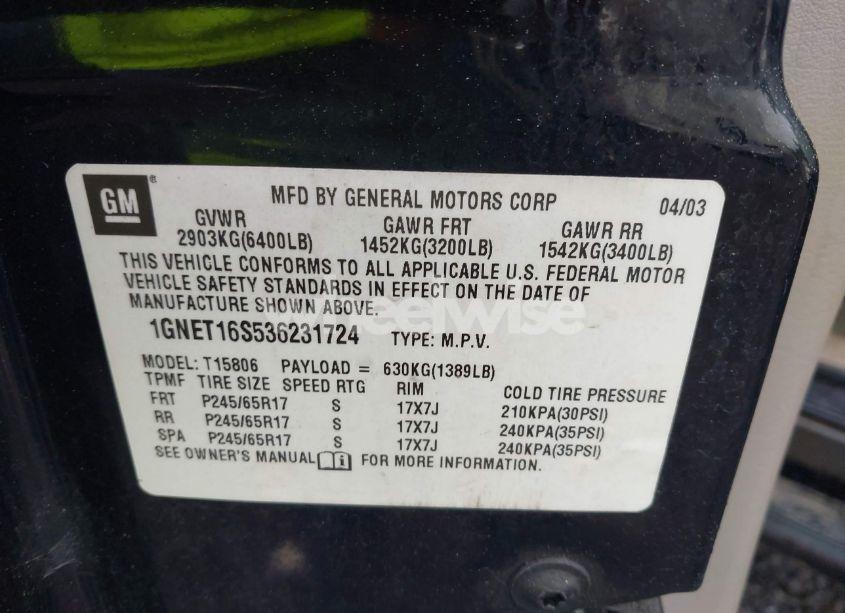 GM ®
MFD BY GENERAL MOTORS CORP 04/03
GVWR GAWR FRT GAWR RR
2903KG(6400LB) 1452KG(3200LB) 1542KG(3400LB)
THIS VEHICLE CONFORMS TO ALL APPLICABLE U.S. FEDERAL MOTOR
VEHICLE SAFETY STANDARDS IN EFFECT ON THE DATE OF
MANUFACTURE SHOWN ABOVE.
1GNET16S536231724 TYPE: M.P.V.
MODEL: T15806 PAYLOAD = 630KG(1389LB)
TPMF TIRE SIZE SPEED RTG RIM COLD TIRE PRESSURE
FRT P245/65R17 S 17X7J 210KPA(30PSI)
RR P245/65R17 S 17X7J 240KPA(35PSI)
SPA P245/65R17 S 17X7J 240KPA(35PSI)
SEE OWNER'S MANUAL FOR MORE INFORMATION.
wheelwise